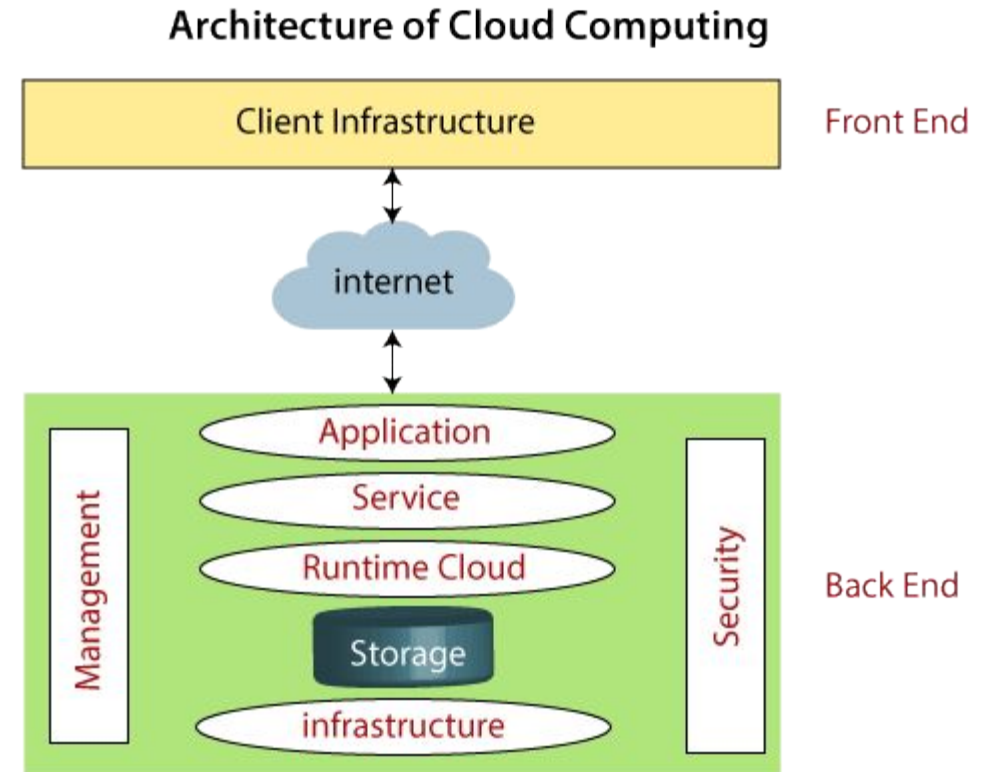 Architecture of Cloud Computing
Client Infrastructure
Front End
internet
Application
Service
Runtime Cloud
Storage
infrastructure
Management
Security
Back End